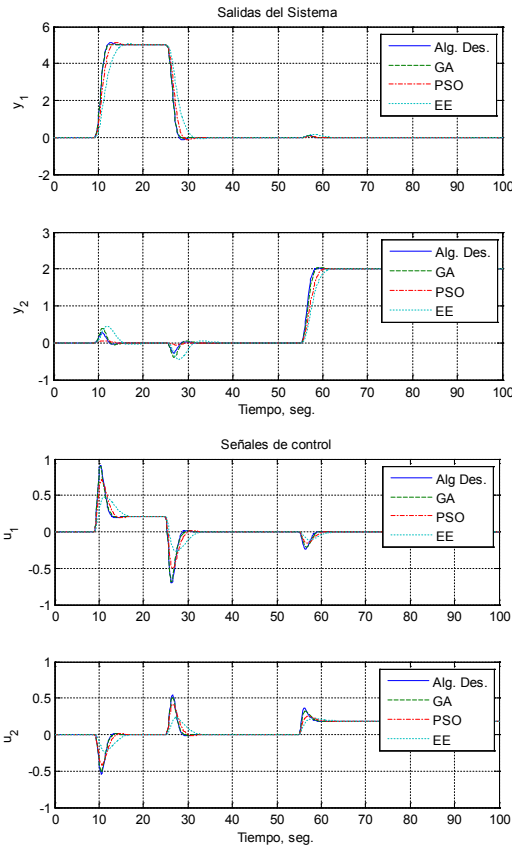 Salidas del Sistema
6
4
2
0
-2
y1
Alg. Des.
GA
PSO
EE
0 10 20 30 40 50 60 70 80 90 100
3
2
1
0
-1
y2
Alg. Des.
GA
PSO
EE
0 10 20 30 40 50 60 70 80 90 100
Tiempo, seg.
Señales de control
1
0.5
0
-0.5
-1
u1
Alg Des.
GA
PSO
EE
0 10 20 30 40 50 60 70 80 90 100
1
0.5
0
-0.5
-1
u2
Alg. Des.
GA
PSO
EE
0 10 20 30 40 50 60 70 80 90 100
Tiempo, seg.